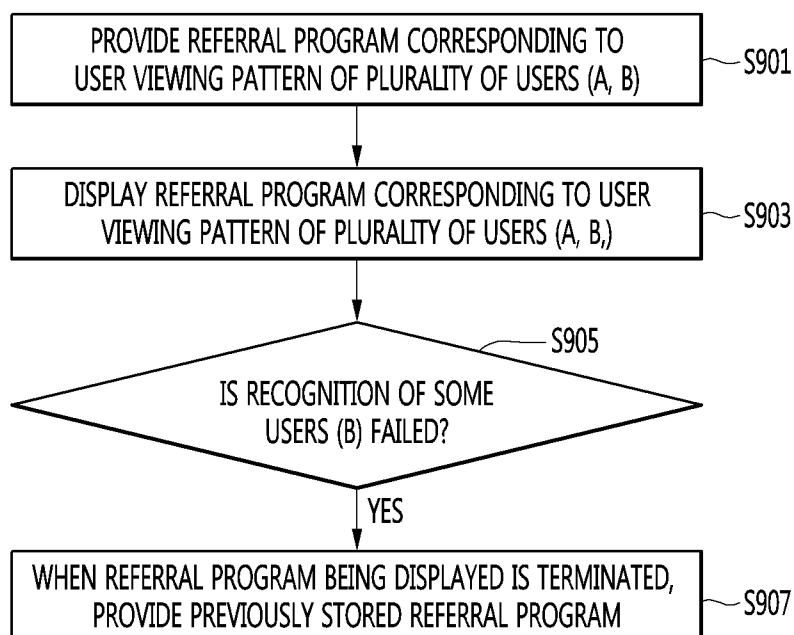 PROVIDE REFERRAL PROGRAM CORRESPONDING TO
USER VIEWING PATTERN OF PLURALITY OF USERS (A, B)
S901
DISPLAY REFERRAL PROGRAM CORRESPONDING TO USER
VIEWING PATTERN OF PLURALITY OF USERS (A, B,)
S903
S905
IS RECOGNITION OF SOME
USERS (B) FAILED?
YES
WHEN REFERRAL PROGRAM BEING DISPLAYED IS TERMINATED,
PROVIDE PREVIOUSLY STORED REFERRAL PROGRAM
S907